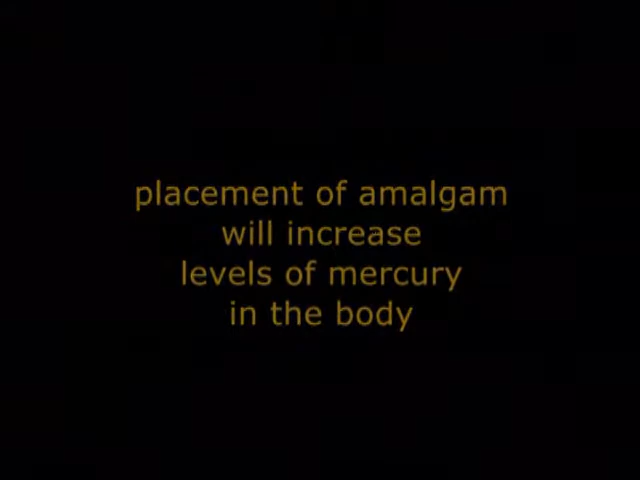 placement of amalgam
will increase
levels of mercury
in the body